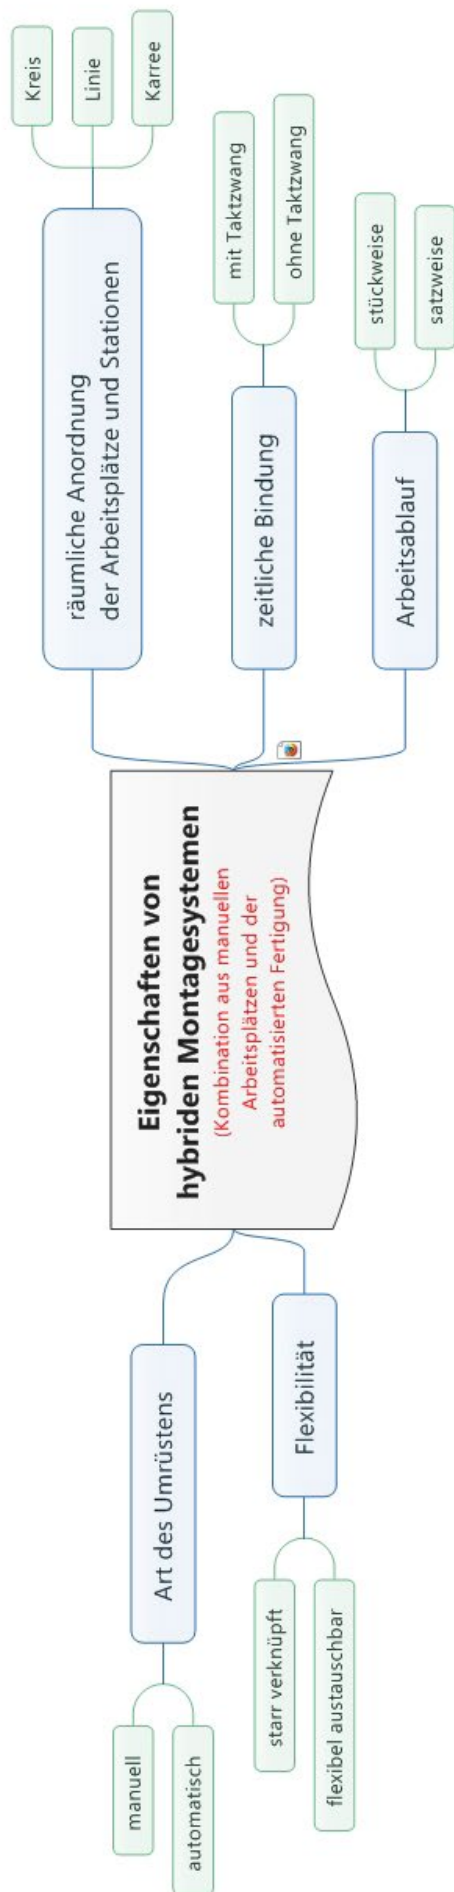 Eigenschaften von
hybriden Montagesystemen
(Kombination aus manuellen
Arbeitsplätzen und der
automatisierten Fertigung)
räumliche Anordnung
der Arbeitsplätze und Stationen
Kreis
Linie
Karree
zeitliche Bindung
mit Taktzwang
ohne Taktzwang
Arbeitsablauf
stückweise
satzweise
Art des Umrüstens
manuell
automatisch
Flexibilität
starr verknüpft
flexibel austauschbar